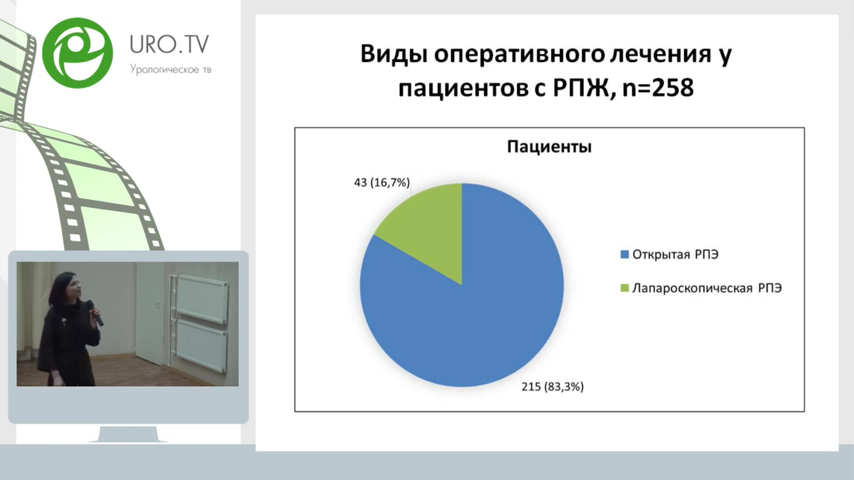 URO.TV
Урологическое тв
Виды оперативного лечения у
пациентов с РПЖ, n=258
Пациенты
43 (16,7%)
Открытая РПЭ
Лапароскопическая РПЭ
215 (83,3%)